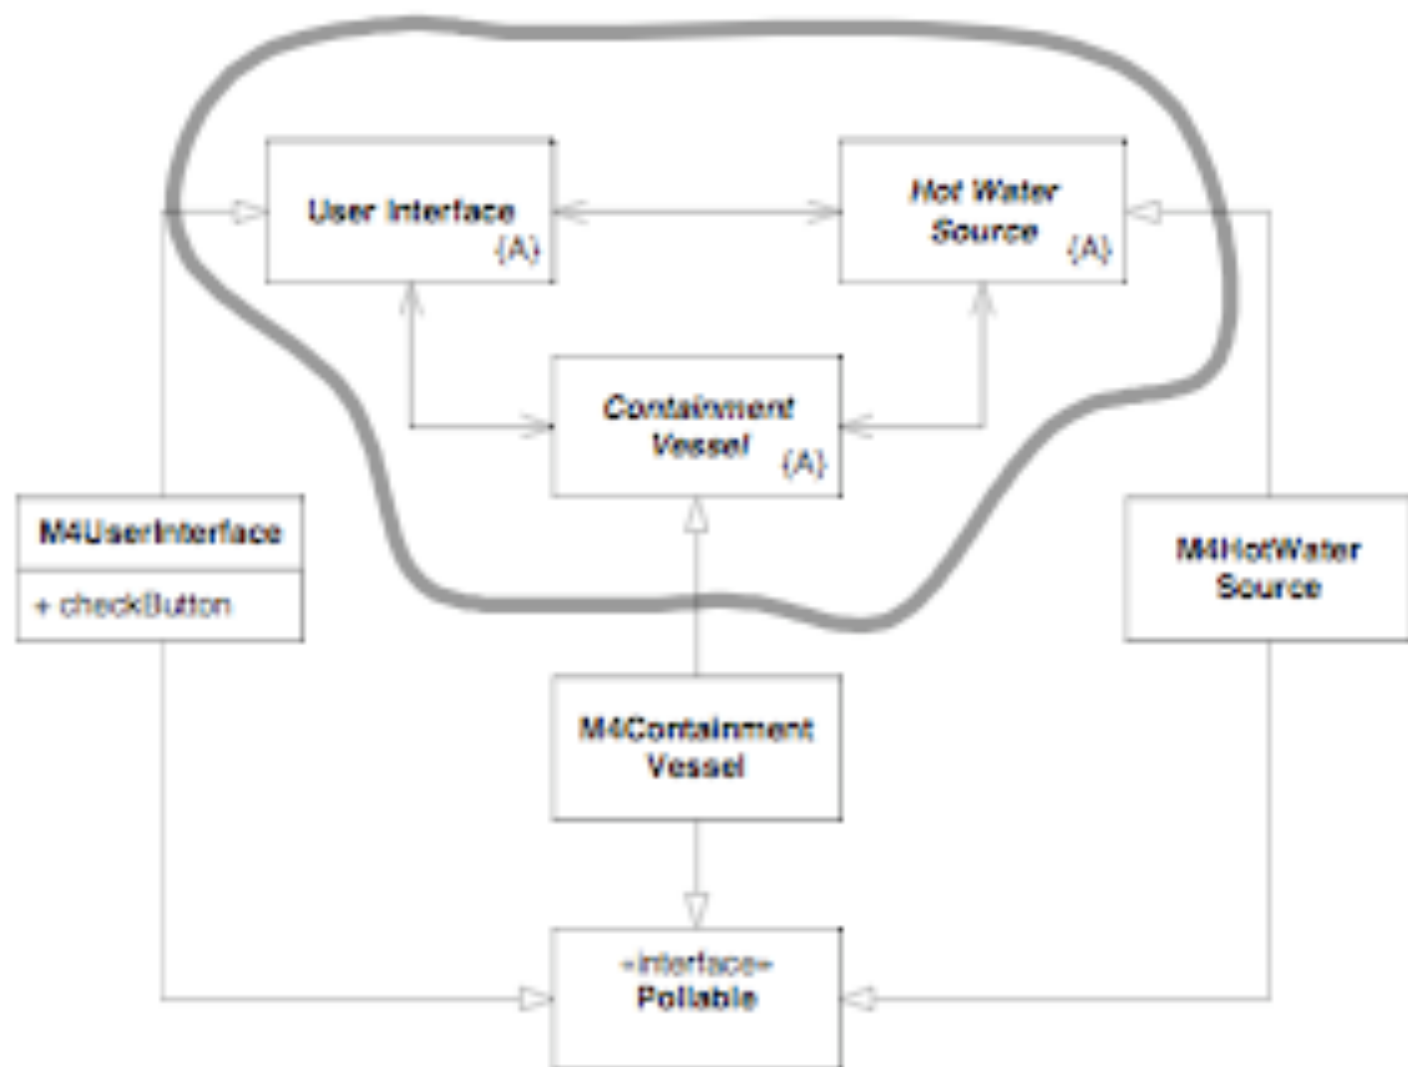 User Interface
{A}
Hot Water
Source
{A}
Containment
Vessel
{A}
M4UserInterface
+ checkButton
M4HotWater
Source
M4Containment
Vessel
«interface»
Pollable